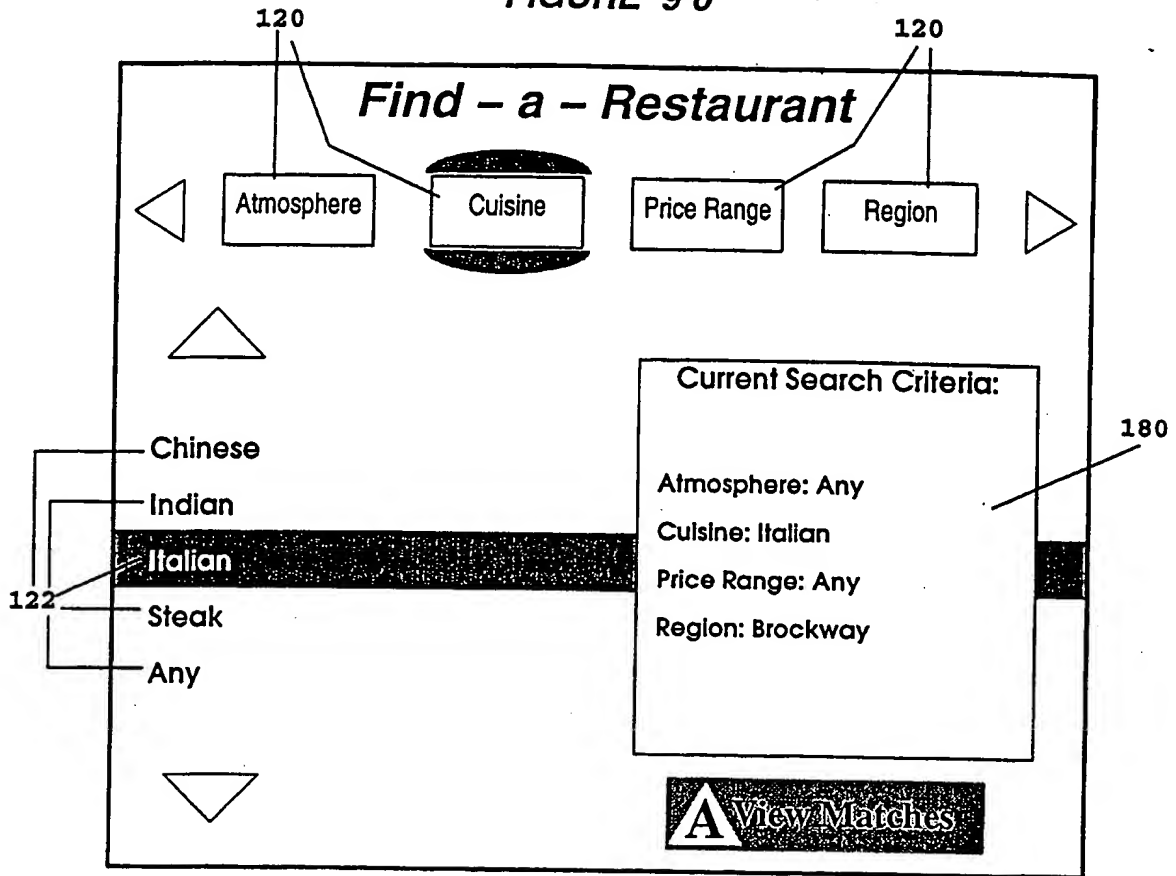 120
120
Find – a – Restaurant
Atmosphere
Cuisine
Price Range
Region
Current Search Criteria:
180
Chinese
Atmosphere: Any
Indian
Cuisine: Italian
Italian
Price Range: Any
122
Steak
Region: Brockway
Any
A View Matches